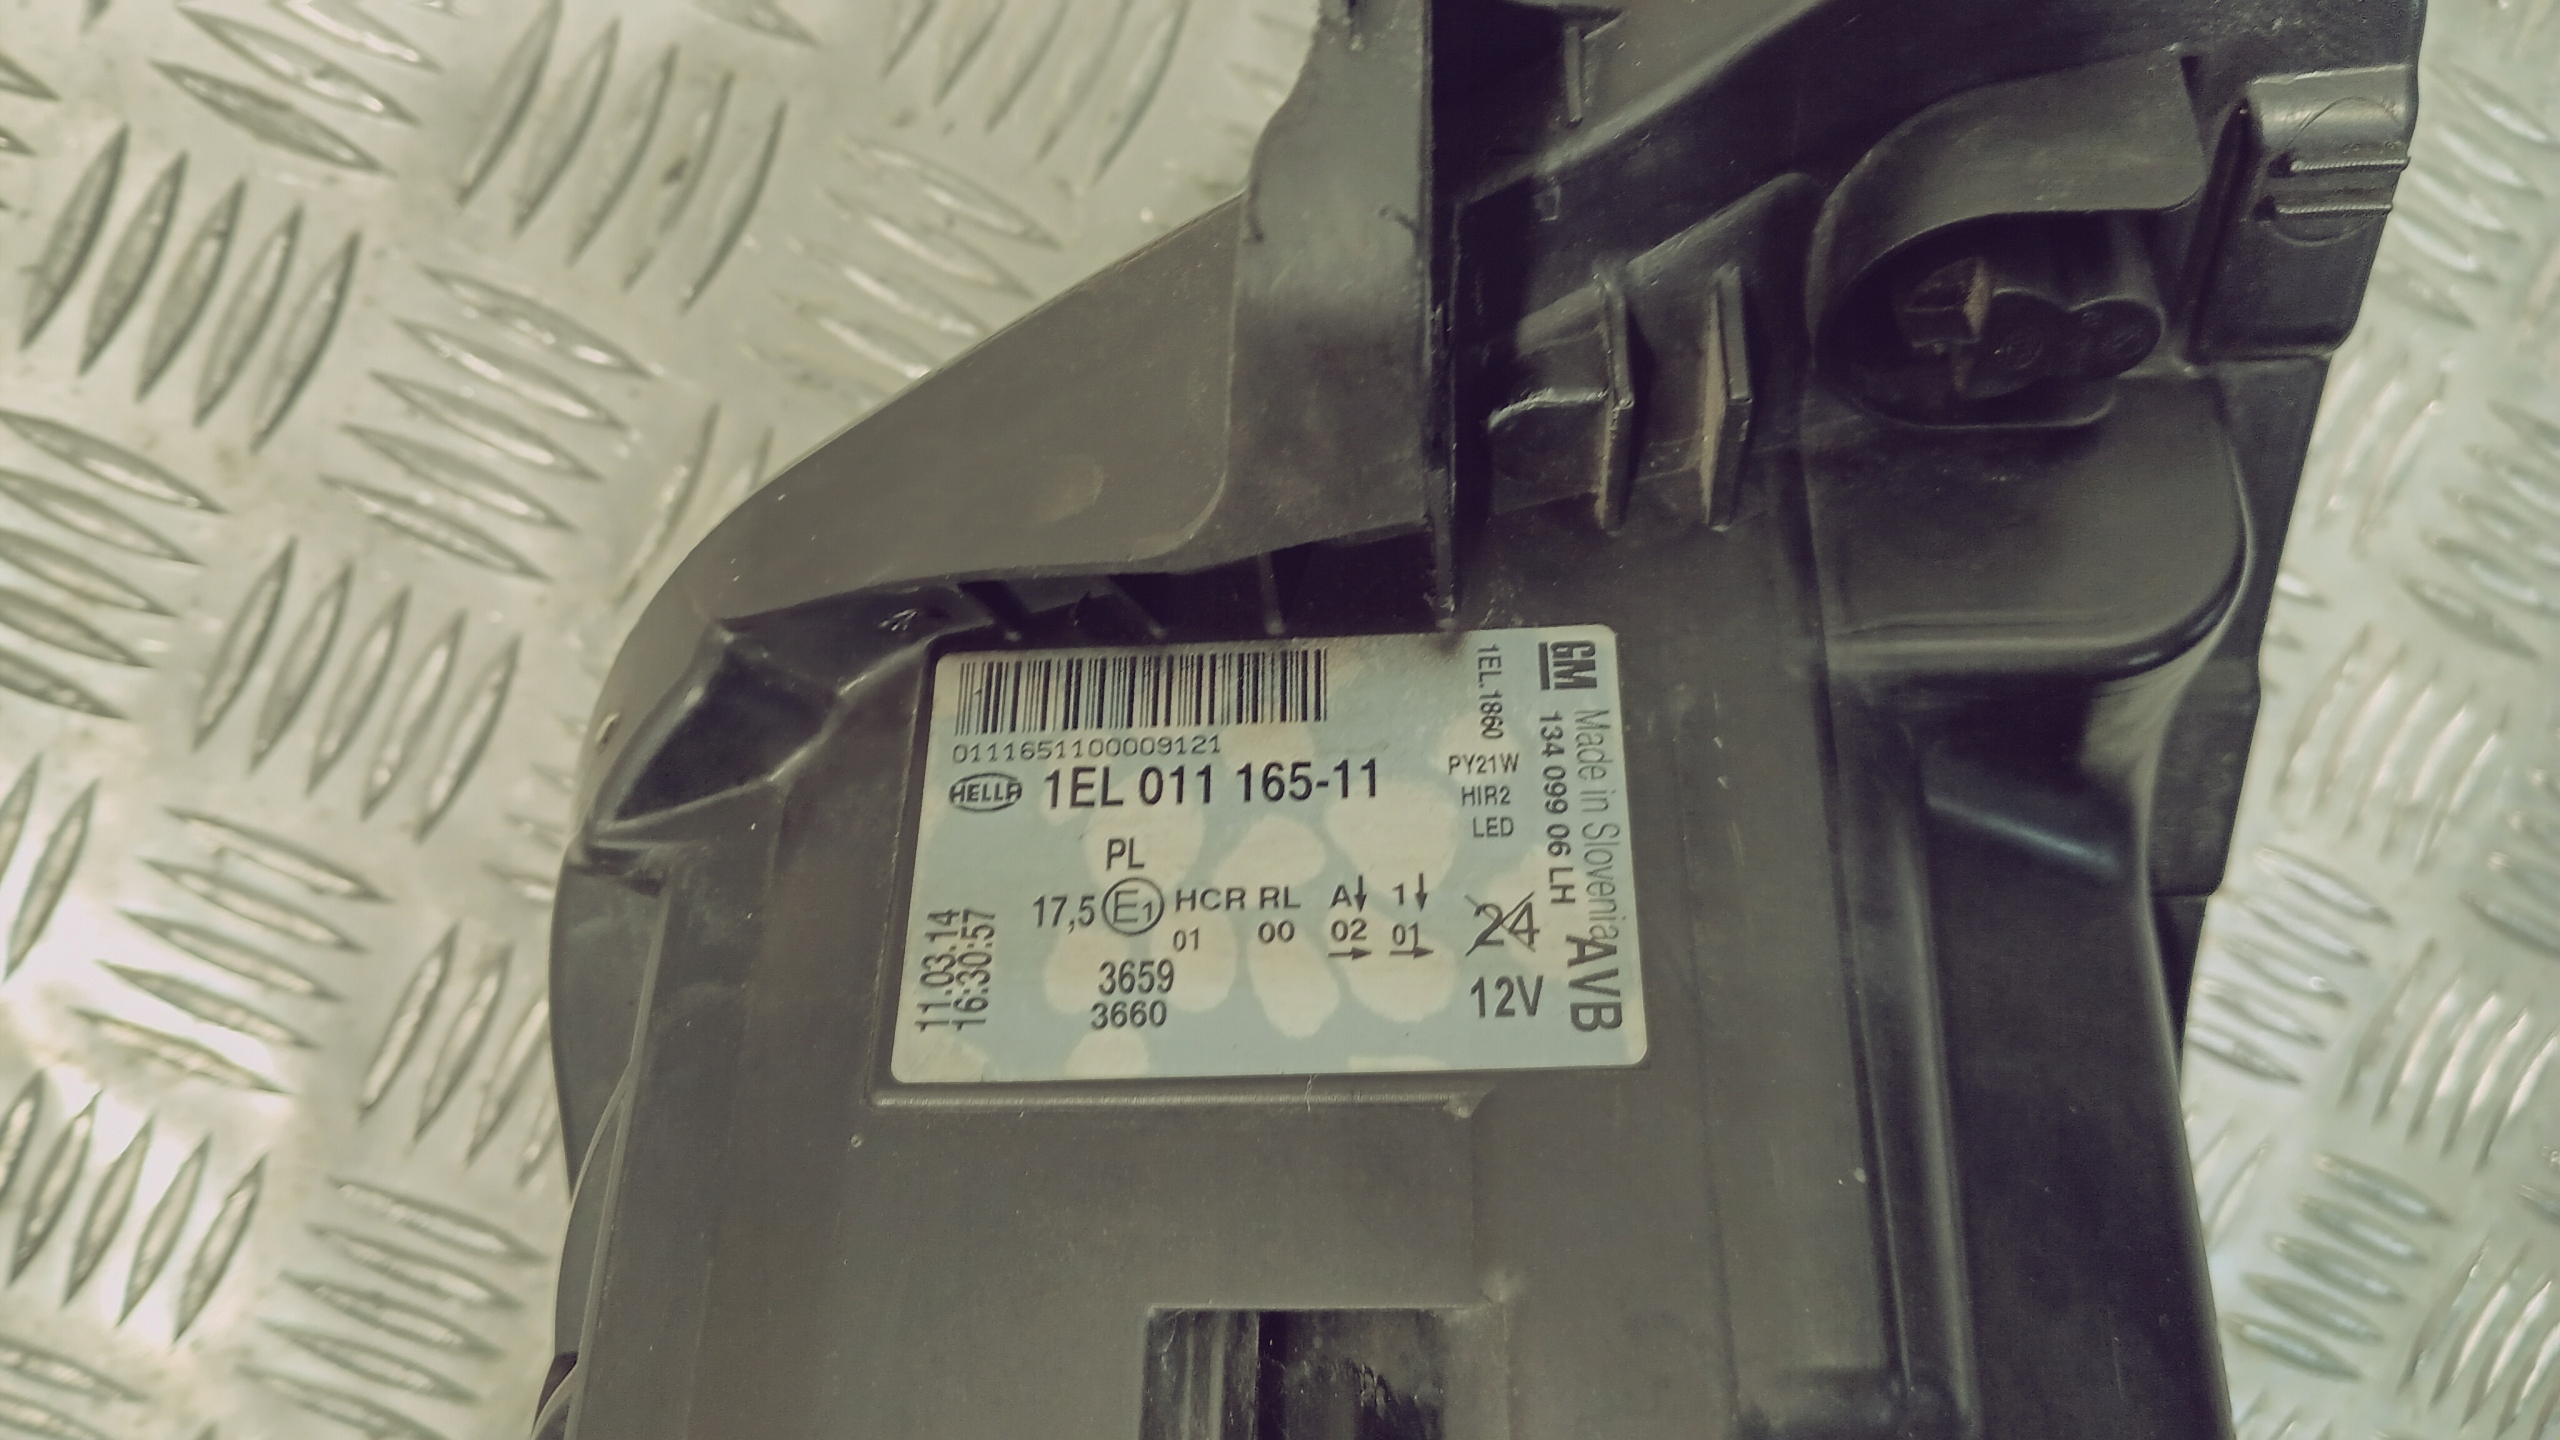 0111651100009121
HELLA 1EL 011 165-11
PL
17,5 E1 HCR RL A↓ 1↓
01 00 02 01
→ →
3659
3660
11.03.14
16:30:57
1EL.1860
PY21W
HIR2
LED
24
12V
GM 134 099 06 LH
Made in Slovenia AVB